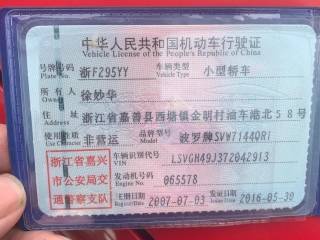 中华人民共和国机动车行驶证
Vehicle License of the People's Republic of China
号牌号码 浙F295YY 车辆类型 小型轿车
Plate No. Vehicle Type
所有人 徐妙华
Owner
住址 浙江省嘉善县西塘镇金明村油车港北58号
Address
使用性质 非营运 品牌型号 波罗牌SVW7144QRi
Use Character Model
浙江省嘉兴市公安局交通警察支队
车辆识别代号 LSVGH49J372042913
VIN
发动机号码 065578
Engine No.
注册日期 2007-07-03 发证日期 2016-05-30
Register Date Issue Date